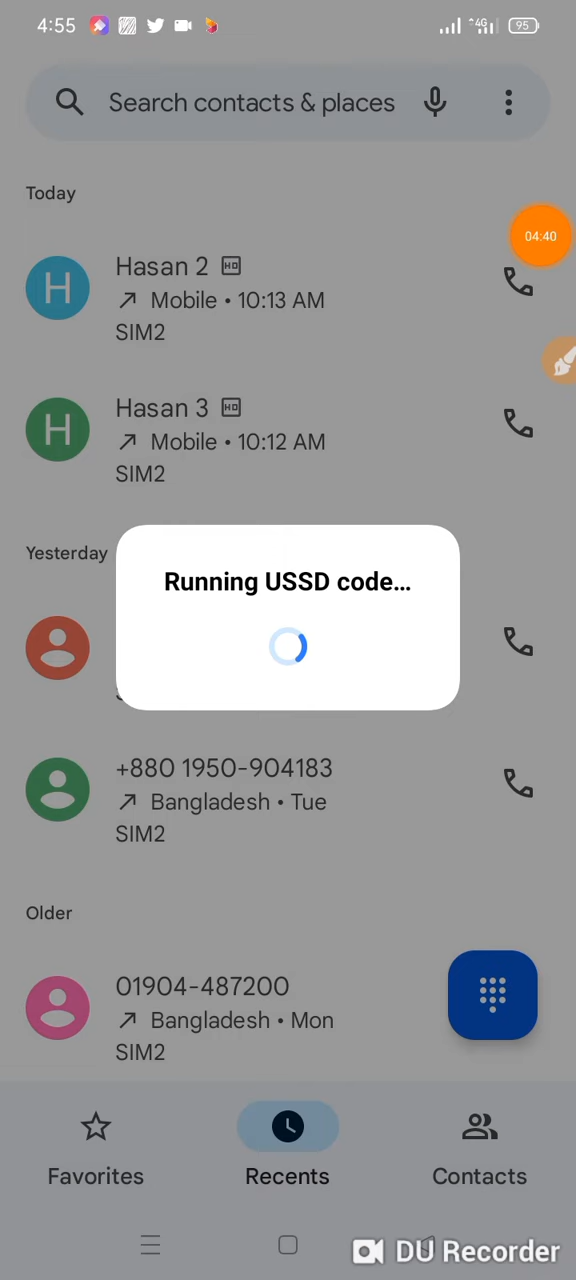 4:55
4G
95
Search contacts & places
Today
04:40
H
Hasan 2 HD
Mobile • 10:13 AM
SIM2
H
Hasan 3 HD
Mobile • 10:12 AM
SIM2
Yesterday
Running USSD code...
+880 1950-904183
Bangladesh • Tue
SIM2
Older
01904-487200
Bangladesh • Mon
SIM2
Favorites
Recents
Contacts
DU Recorder